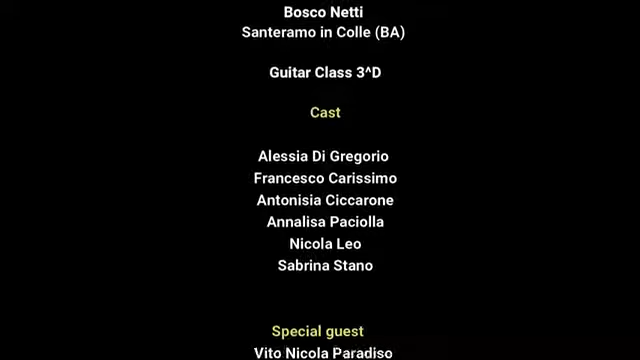 Bosco Netti
Santeramo in Colle (BA)
Guitar Class 3^D
Cast
Alessia Di Gregorio
Francesco Carissimo
Antonisia Ciccarone
Annalisa Paciolla
Nicola Leo
Sabrina Stano
Special guest
Vito Nicola Paradiso